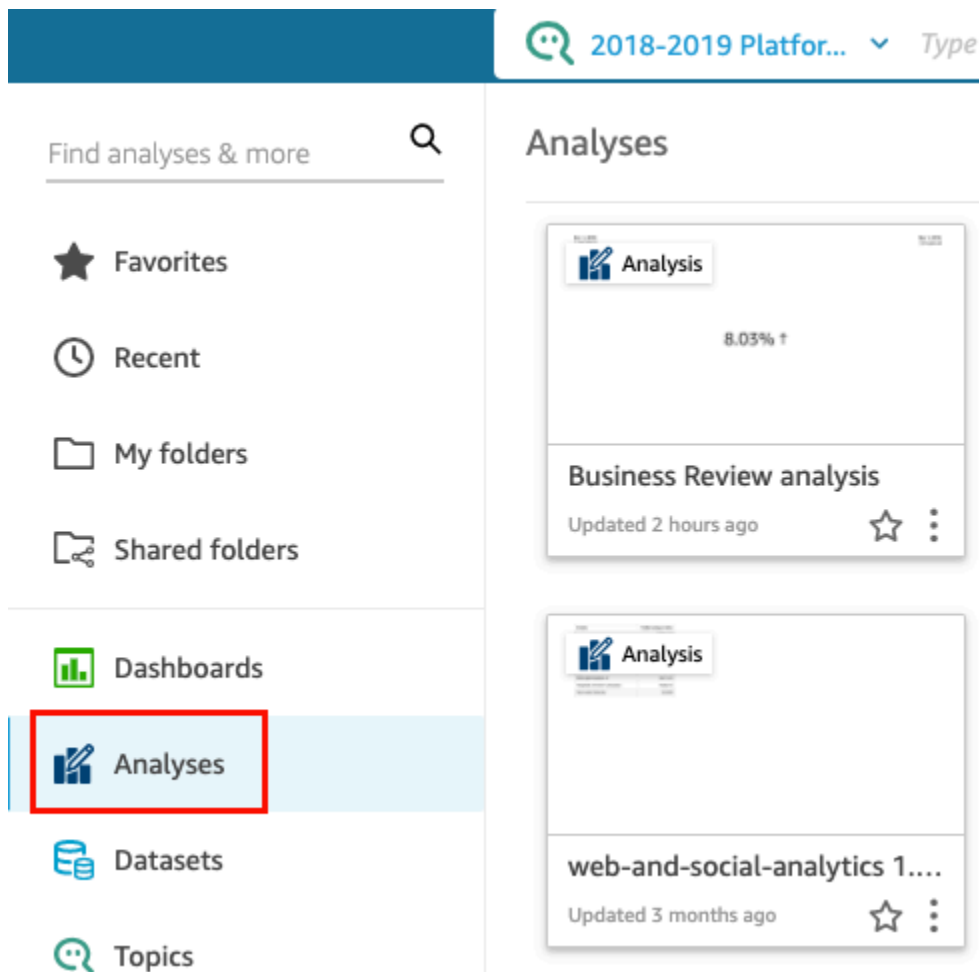 2018-2019 Platfor... Type
Find analyses & more
Favorites
Recent
My folders
Shared folders
Dashboards
Analyses
Datasets
Topics
Analyses
Analysis
8.03% ↑
Business Review analysis
Updated 2 hours ago
Analysis
web-and-social-analytics 1....
Updated 3 months ago